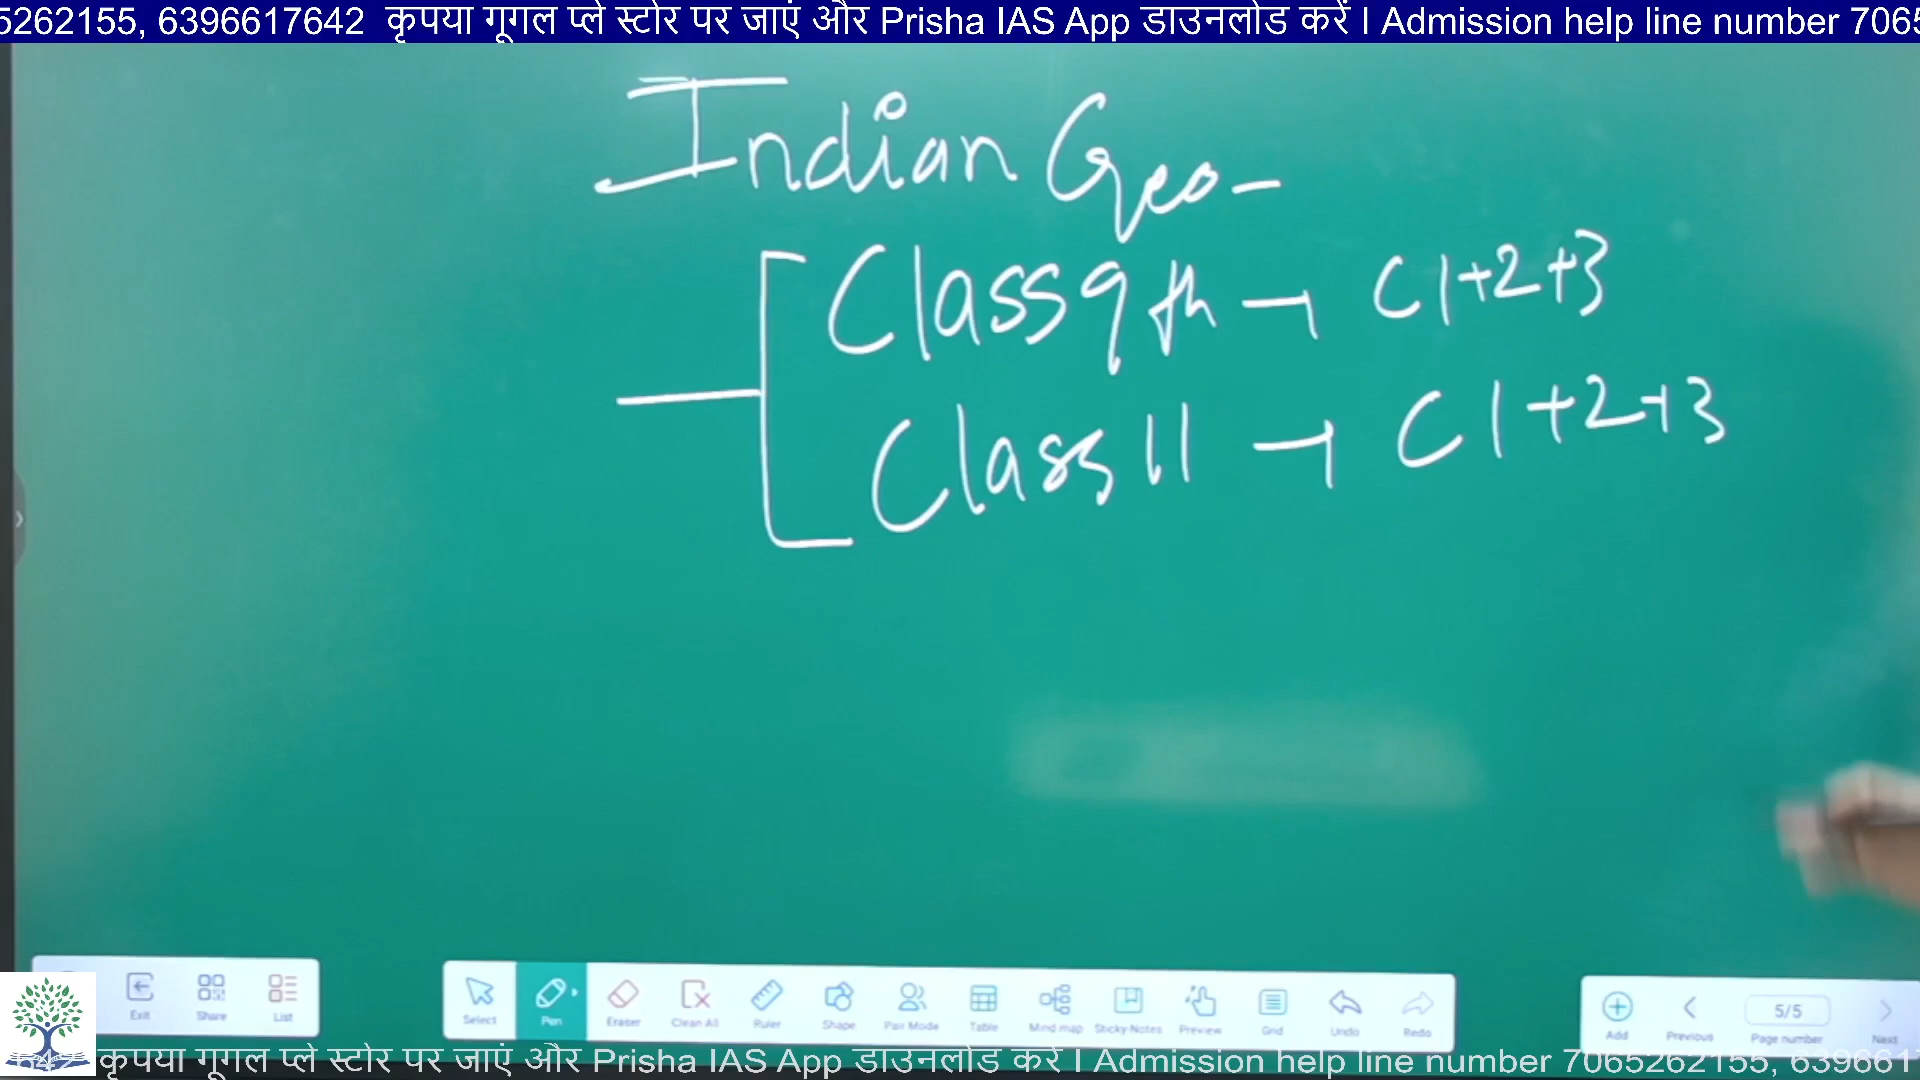 5262155, 6396617642 कृपया गूगल प्ले स्टोर पर जाएं और Prisha IAS App डाउनलोड करें I Admission help line number 7065
Indian Geo-
Class 9th → C1+2+3
Class 11 → C1+2+3
Exit Share List
Select Pen Eraser Clean All Ruler Shape Pair Mode Table Mind map Sticky Notes Preview Grid Undo Redo
Add Previous 5/5 Page number Next
कृपया गूगल प्ले स्टोर पर जाएं और Prisha IAS App डाउनलोड करें I Admission help line number 7065262155, 639661